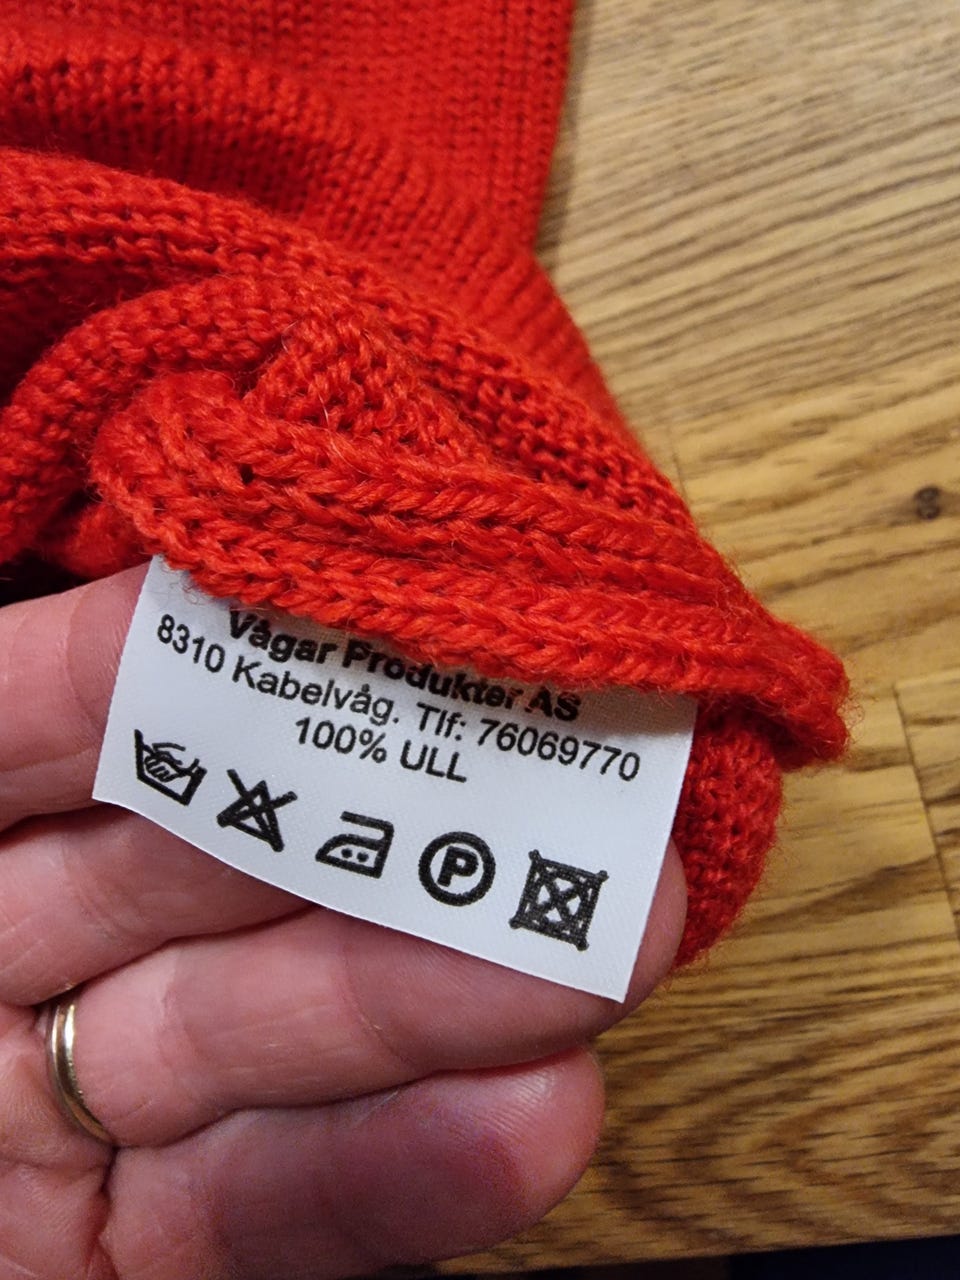 Vågar Produkter AS
8310 Kabelvåg. Tlf: 76069770
100% ULL
P